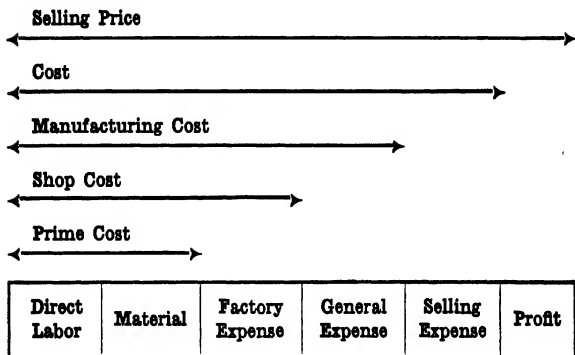 Selling Price
Cost
Manufacturing Cost
Shop Cost
Prime Cost
Direct Labor
Material
Factory Expense
General Expense
Selling Expense
Profit